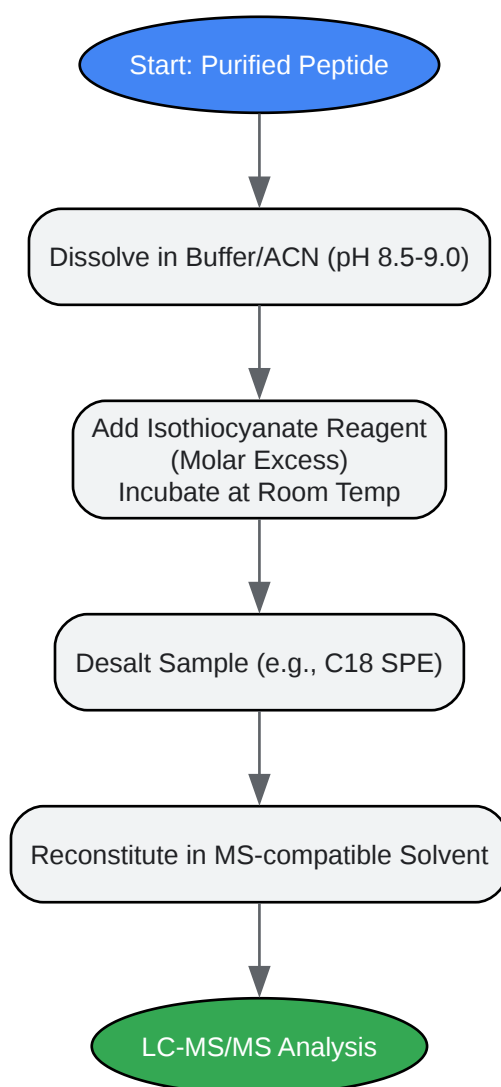 Start: Purified Peptide
Dissolve in Buffer/ACN (pH 8.5-9.0)
Add Isothiocyanate Reagent
(Molar Excess)
Incubate at Room Temp
Desalt Sample (e.g., C18 SPE)
Reconstitute in MS-compatible Solvent
LC-MS/MS Analysis